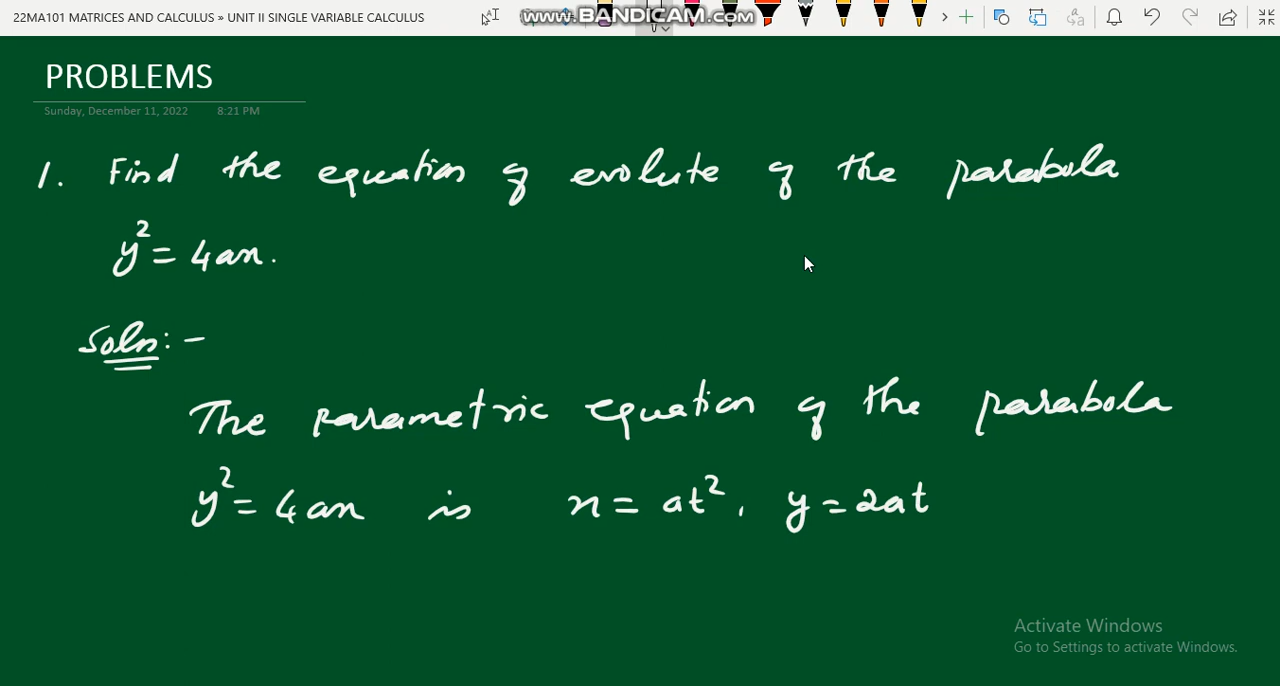 22MA101 MATRICES AND CALCULUS » UNIT II SINGLE VARIABLE CALCULUS
www.BANDICAM.com
PROBLEMS
Sunday, December 11, 2022 8:21 PM
1. Find the equation of evolute of the parabola
y² = 4ax.
Soln: -
The parametric equation of the parabola
y² = 4ax is x = at², y = 2at
Activate Windows
Go to Settings to activate Windows.